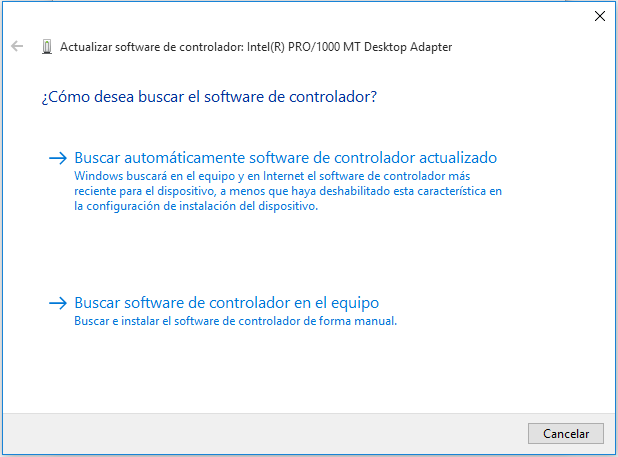 Actualizar software de controlador: Intel(R) PRO/1000 MT Desktop Adapter
¿Cómo desea buscar el software de controlador?
Buscar automáticamente software de controlador actualizado
Windows buscará en el equipo y en Internet el software de controlador más
reciente para el dispositivo, a menos que haya deshabilitado esta característica en
la configuración de instalación del dispositivo.
Buscar software de controlador en el equipo
Buscar e instalar el software de controlador de forma manual.
Cancelar